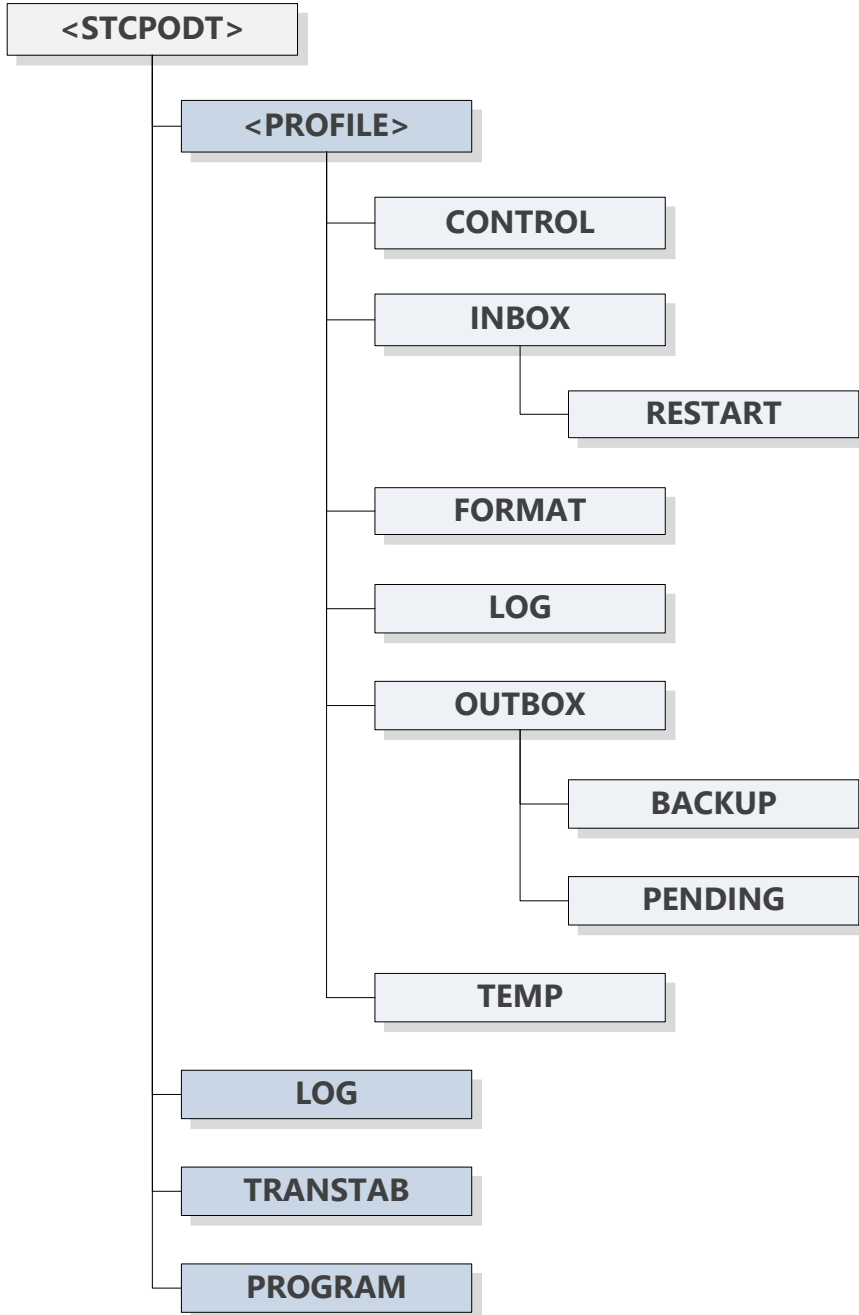 <STCPODT>
<PROFILE>
CONTROL
INBOX
RESTART
FORMAT
LOG
OUTBOX
BACKUP
PENDING
TEMP
LOG
TRANSTAB
PROGRAM